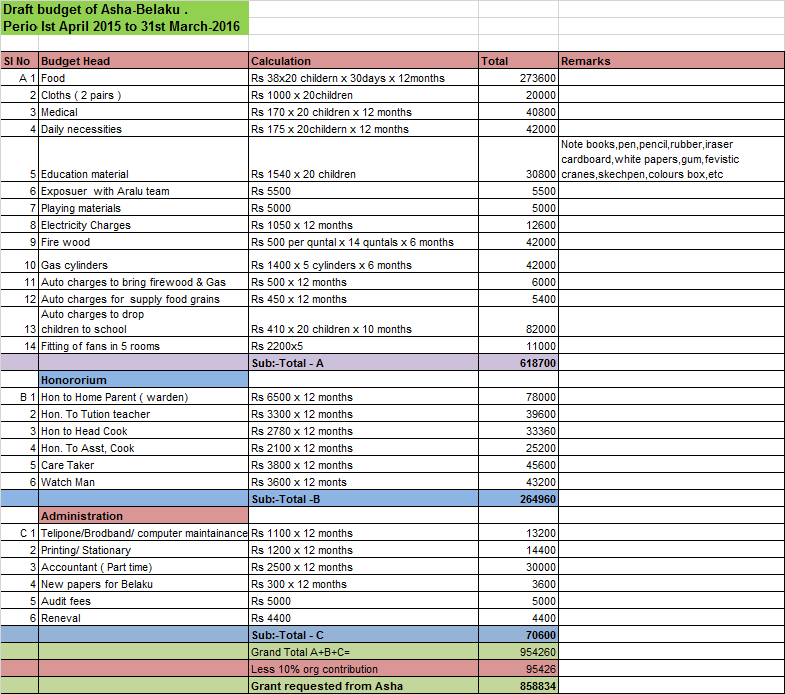 Draft budget of Asha-Belaku .
Perio Ist April 2015 to 31st March-2016
Sl No Budget Head Calculation Total Remarks
A 1 Food Rs 38x20 childern x 30days x 12months 273600
2 Cloths ( 2 pairs ) Rs 1000 x 20children 20000
3 Medical Rs 170 x 20 children x 12 months 40800
4 Daily necessities Rs 175 x 20childern x 12 months 42000
Note books,pen,pencil,rubber,iraser
cardboard,white papers,gum,fevistic
5 Education material Rs 1540 x 20 children 30800 cranes,skechpen,colours box,etc
6 Exposuer with Aralu team Rs 5500 5500
7 Playing materials Rs 5000 5000
8 Electricity Charges Rs 1050 x 12 months 12600
9 Fire wood Rs 500 per quntal x 14 quntals x 6 months 42000
10 Gas cylinders Rs 1400 x 5 cylinders x 6 months 42000
11 Auto charges to bring firewood & Gas Rs 500 x 12 months 6000
12 Auto charges for supply food grains Rs 450 x 12 months 5400
Auto charges to drop
13 children to school Rs 410 x 20 children x 10 months 82000
14 Fitting of fans in 5 rooms Rs 2200x5 11000
Sub:-Total - A 618700
Honororium
B 1 Hon to Home Parent ( warden) Rs 6500 x 12 months 78000
2 Hon. To Tution teacher Rs 3300 x 12 months 39600
3 Hon to Head Cook Rs 2780 x 12 months 33360
4 Hon. To Asst, Cook Rs 2100 x 12 months 25200
5 Care Taker Rs 3800 x 12 months 45600
6 Watch Man Rs 3600 x 12 monts 43200
Sub:-Total -B 264960
Administration
C 1 Telipone/Brodband/ computer maintainance Rs 1100 x 12 months 13200
2 Printing/ Stationary Rs 1200 x 12 months 14400
3 Accountant ( Part time) Rs 2500 x 12 months 30000
4 New papers for Belaku Rs 300 x 12 months 3600
5 Audit fees Rs 5000 5000
6 Reneval Rs 4400 4400
Sub:-Total - C 70600
Grand Total A+B+C= 954260
Less 10% org contribution 95426
Grant requested from Asha 858834